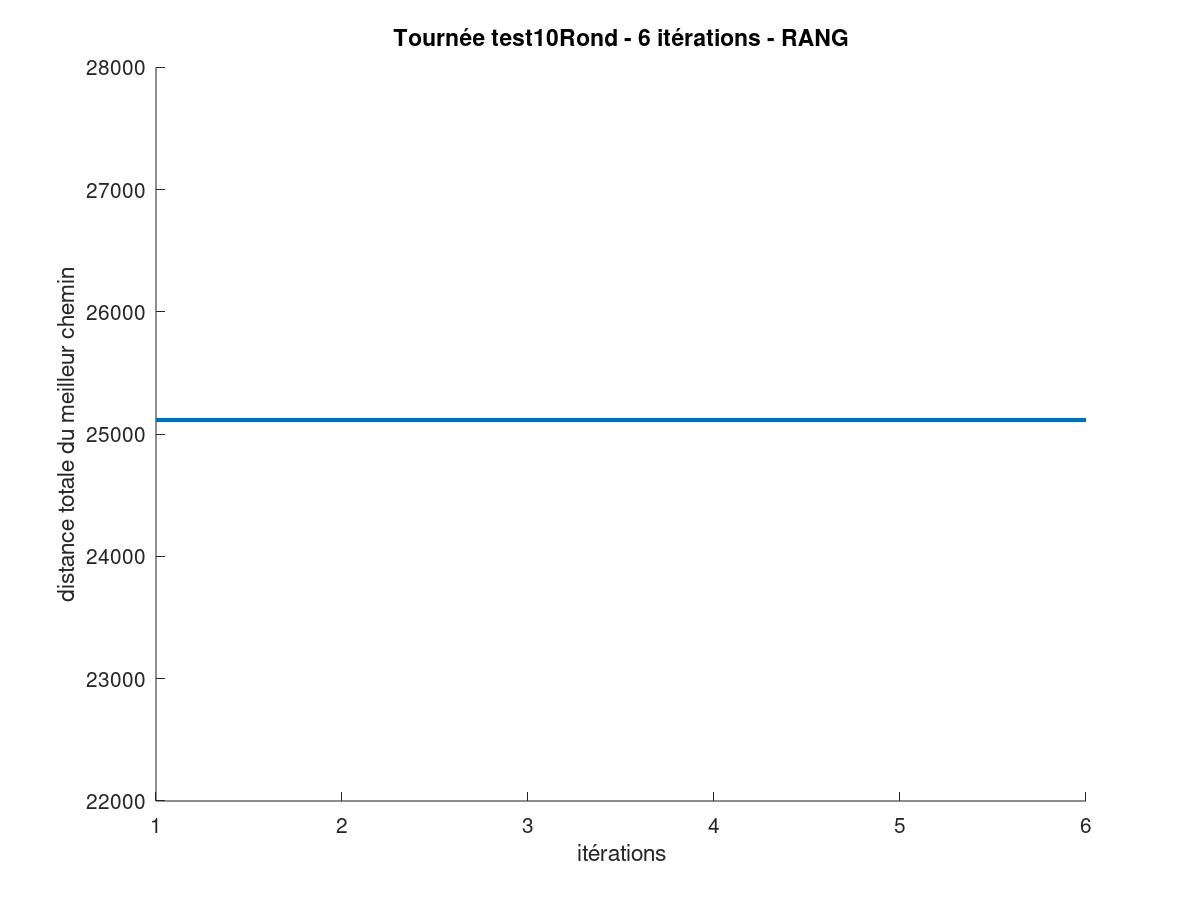 Tournée test10Rond - 6 itérations - RANG
distance totale du meilleur chemin
28000
27000
26000
25000
24000
23000
22000
1 2 3 4 5 6
itérations